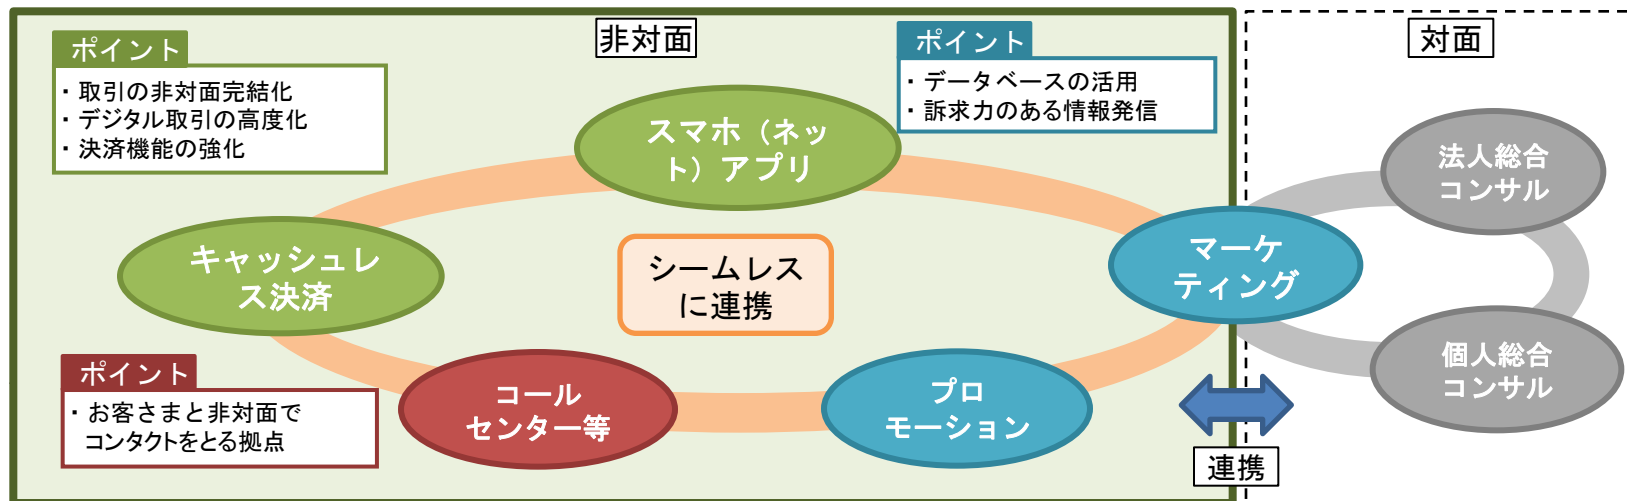 非対面
対面
ポイント
・取引の非対面完結化
・デジタル取引の高度化
・決済機能の強化
ポイント
・データベースの活用
・訴求力のある情報発信
スマホ（ネッ
ト）アプリ
法人総合
コンサル
キャッシュレ
ス決済
シームレス
に連携
マーケ
ティング
個人総合
コンサル
ポイント
・お客さまと非対面で
コンタクトをとる拠点
コール
センター等
プロ
モーション
連携